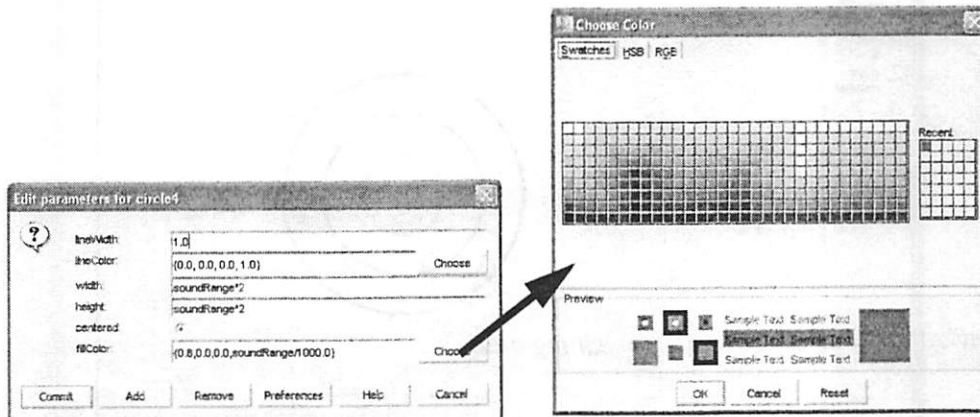 Choose Color
Swatches HSB RGB
Recent
Edit parameters for circle4
lineWidth: 1.0
lineColor: {0.0, 0.0, 0.0, 1.0} Choose
width: soundRange*2
height: soundRange*2
centered:
fillColor: {0.8,0.0,0.0,soundRange/1000.0} Choose
Commit Add Remove Preferences Help Cancel
Preview
Sample Text Sample Text
Sample Text Sample Text
Sample Text Sample Text
OK Cancel Reset